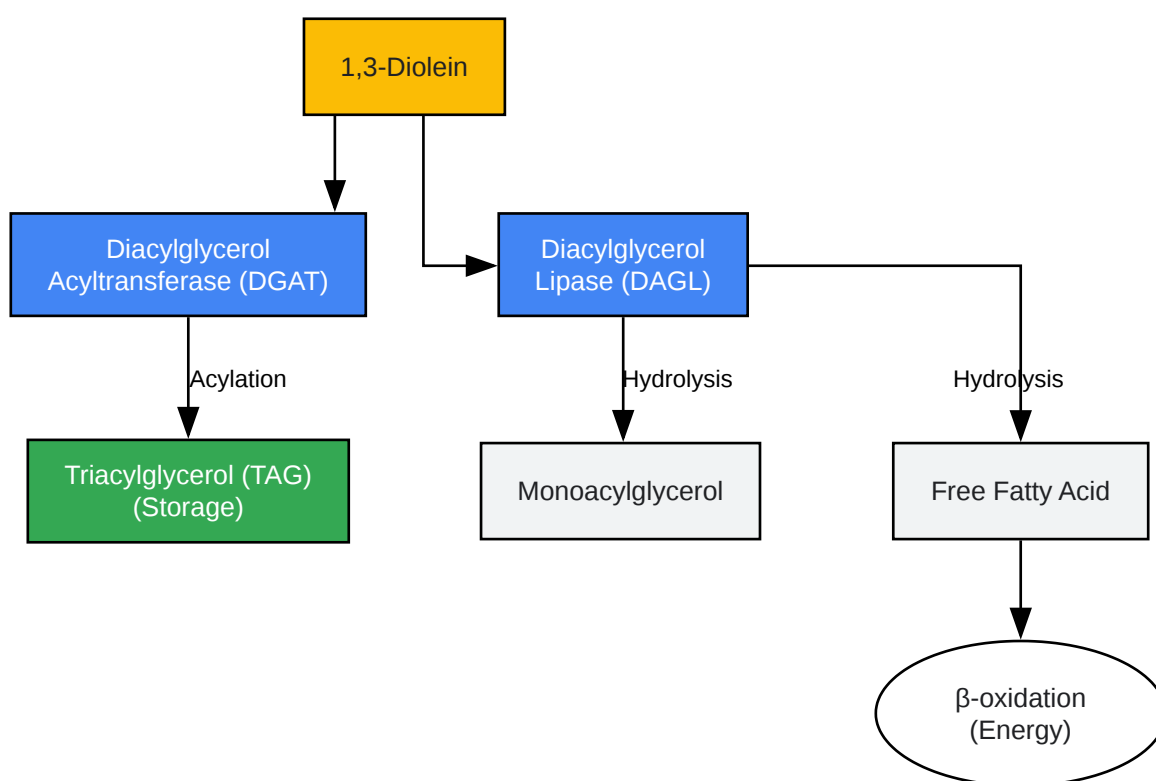 1,3-Diolein
Diacylglycerol
Acyltransferase (DGAT)
Diacylglycerol
Lipase (DAGL)
Acylation
Hydrolysis
Hydrolysis
Triacylglycerol (TAG)
(Storage)
Monoacylglycerol
Free Fatty Acid
β-oxidation
(Energy)